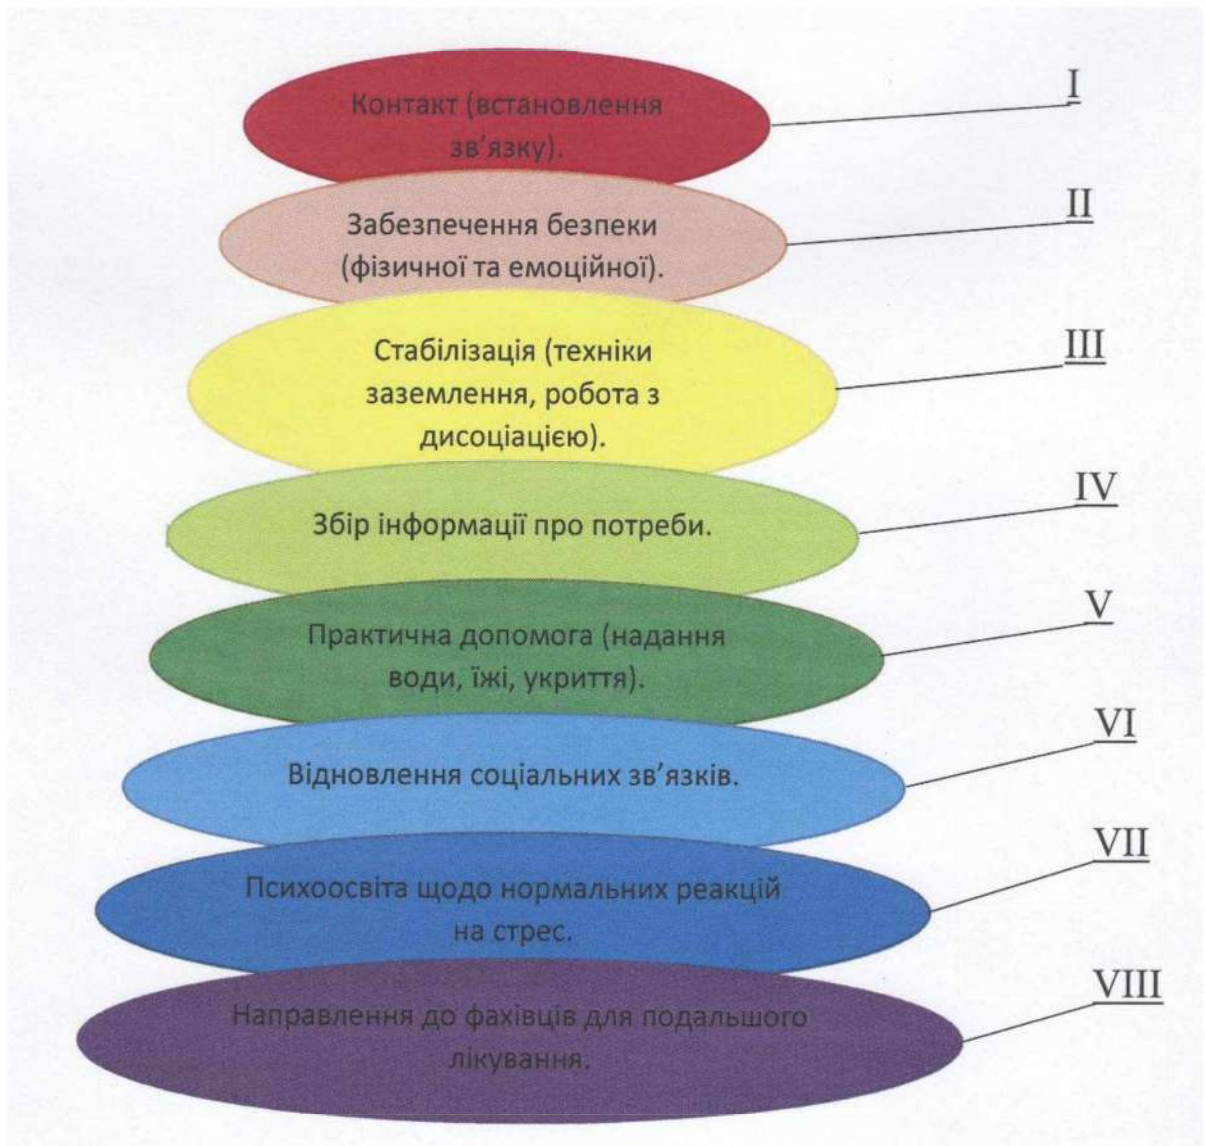 Контакт (встановлення
зв’язку).
I
Забезпечення безпеки
(фізичної та емоційної).
II
Стабілізація (техніки
заземлення, робота з
дисоціацією).
III
Збір інформації про потреби.
IV
Практична допомога (надання
води, їжі, укриття).
V
Відновлення соціальних зв’язків.
VI
Психоосвіта щодо нормальних реакцій
на стрес.
VII
Направлення до фахівців для подальшого
лікування.
VIII